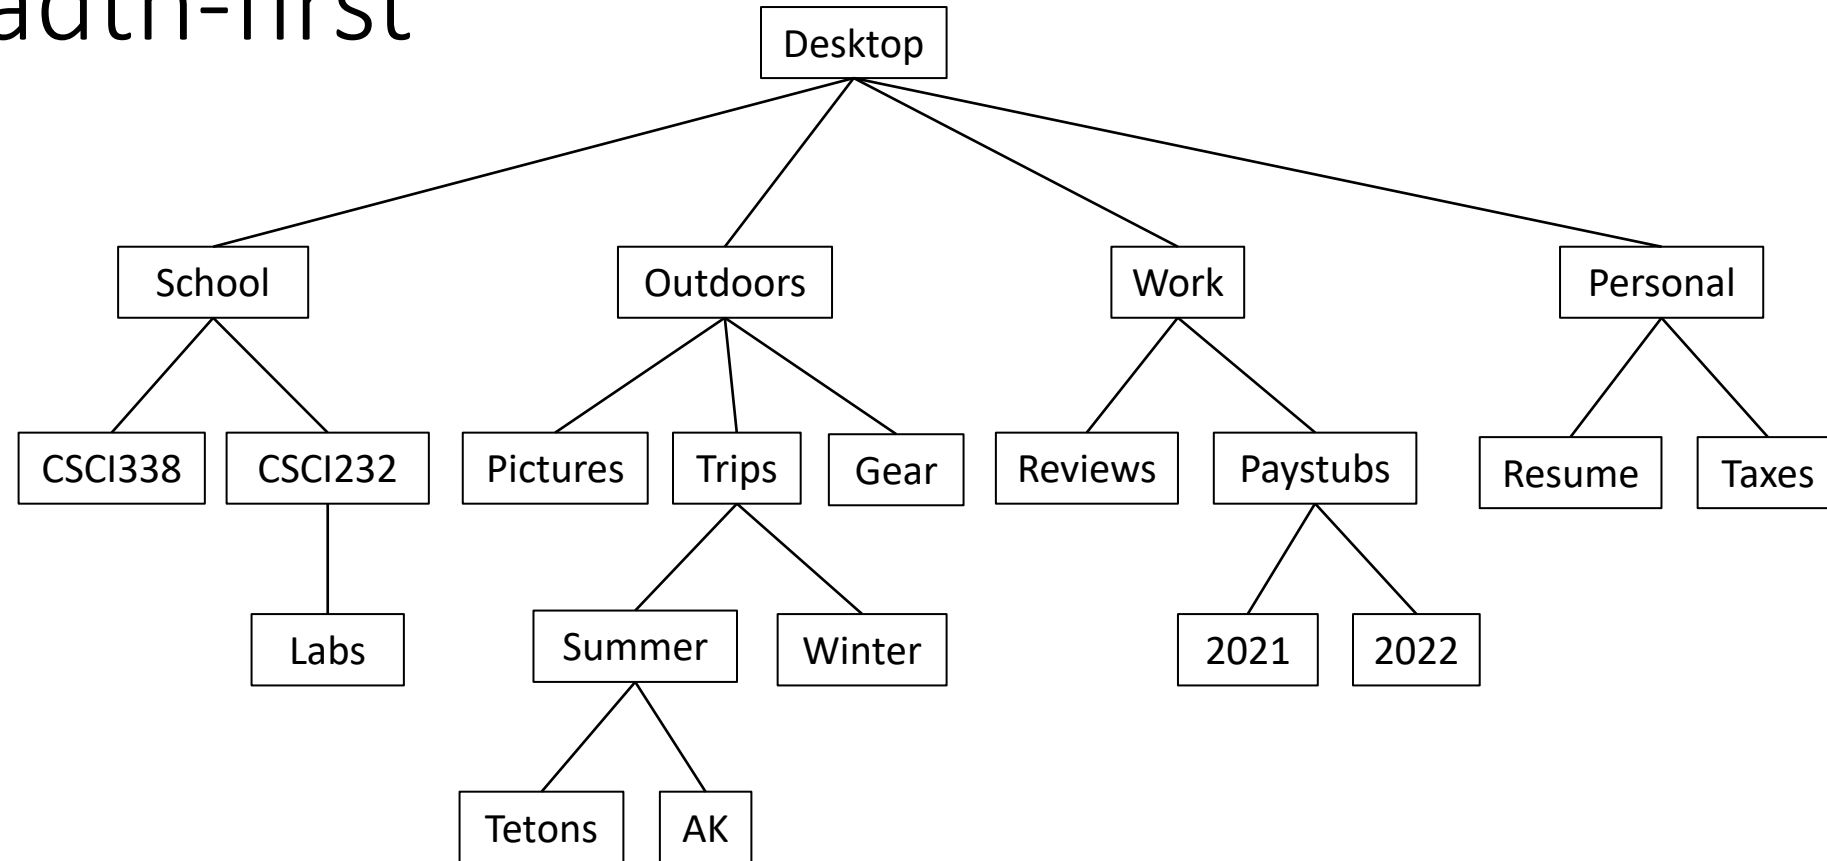 adth-first
Desktop
School
Outdoors
Work
Personal
CSCI338
CSCI232
Pictures
Trips
Gear
Reviews
Paystubs
Resume
Taxes
Labs
Summer
Winter
2021
2022
Tetons
AK